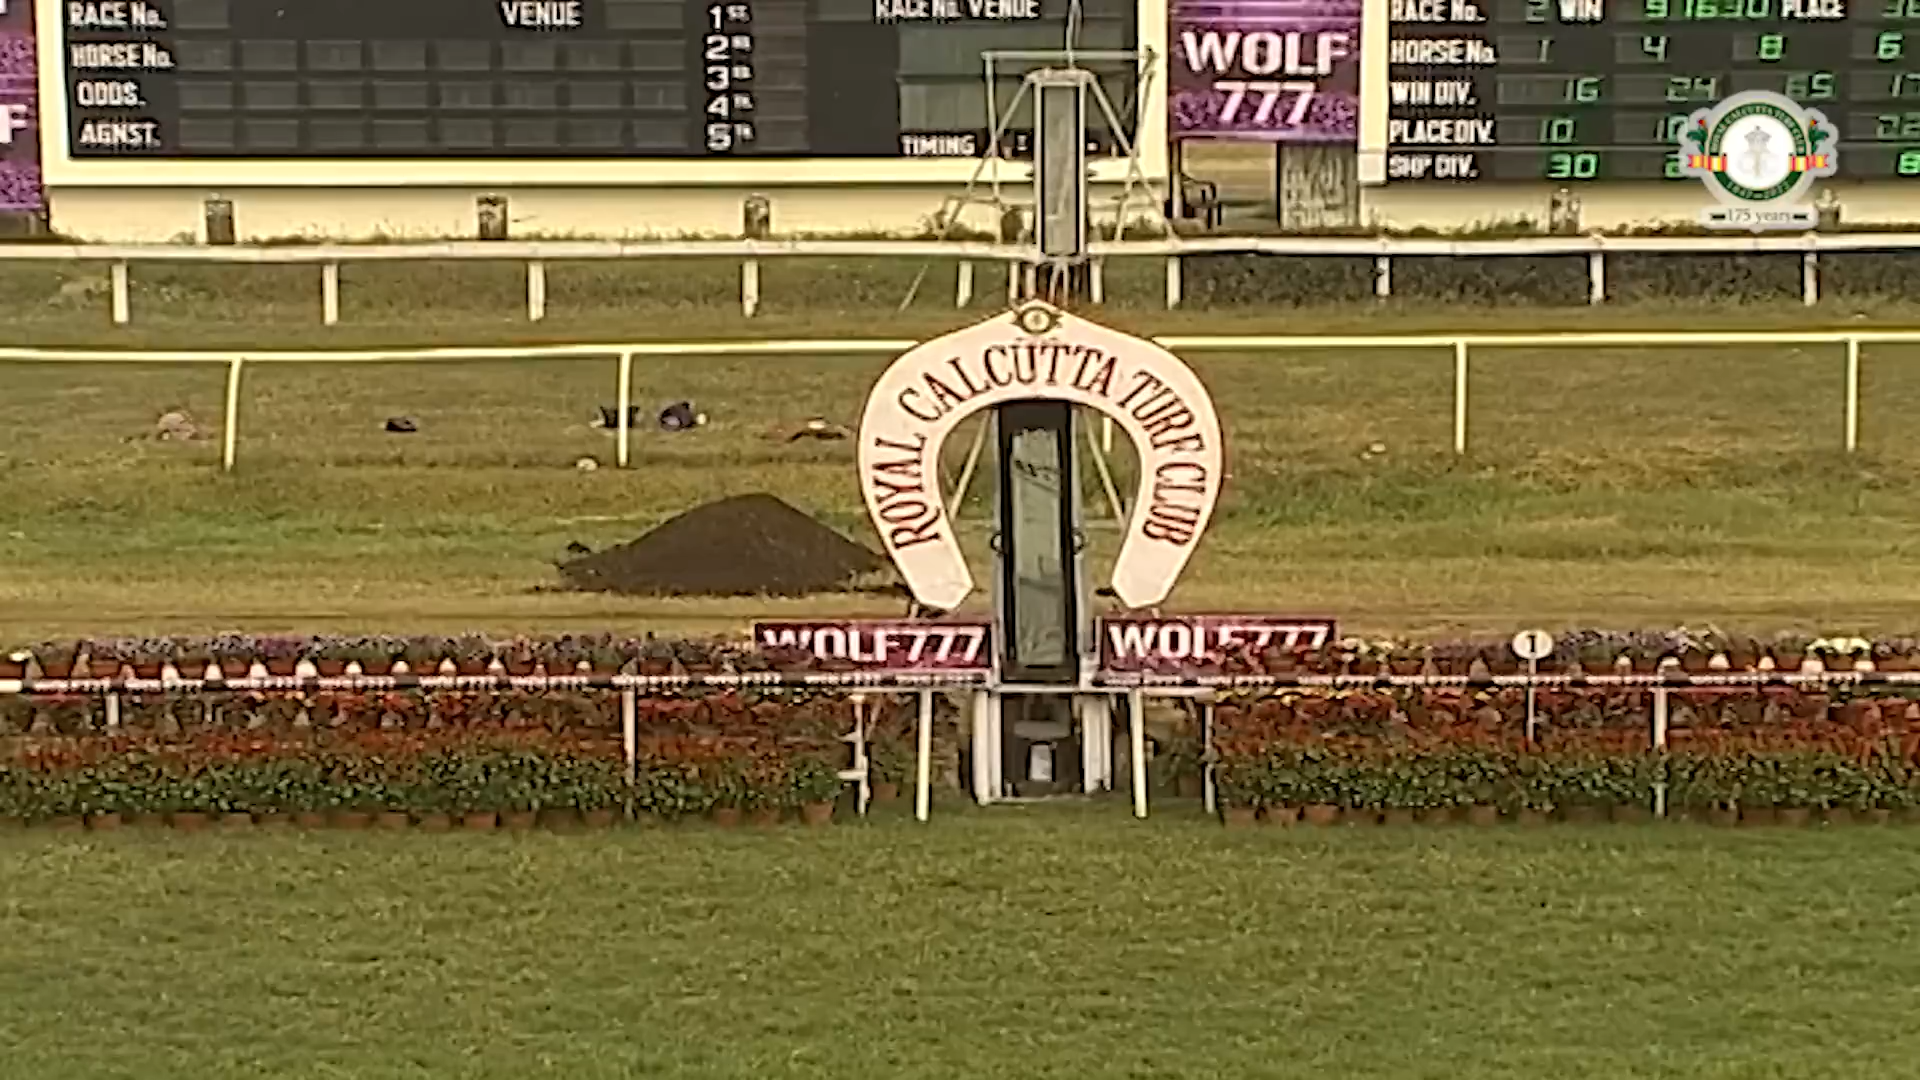 RACE No.
VENUE
1ST
HORSE No.
2ND
3RD
ODDS.
4TH
AGNST.
5TH
RACE No. VENUE
TIMING
WOLF
777
RACE No. 2 WIN 91630 PLACE
HORSE No. 1 4 8 6
WIN DIV. 16 24 65
PLACE DIV. 10
SHP DIV. 30
175 years
ROYAL CALCUTTA TURF CLUB
WOLF777
WOLF777
1